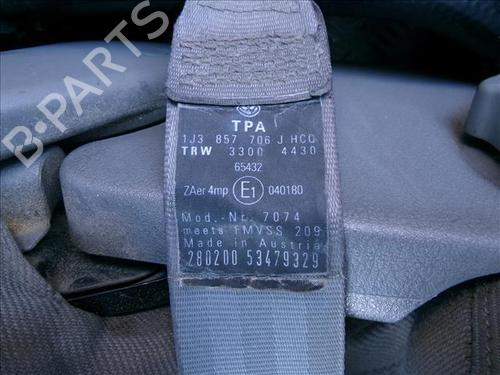 B-PARTS
TPA
1J3 857 706 J HCO
TRW 3300 4430
65432
ZAer 4mp E1 040180
Mod.-Nr. 7074
meets FMVSS 209
Made in Austria
280200 53479329